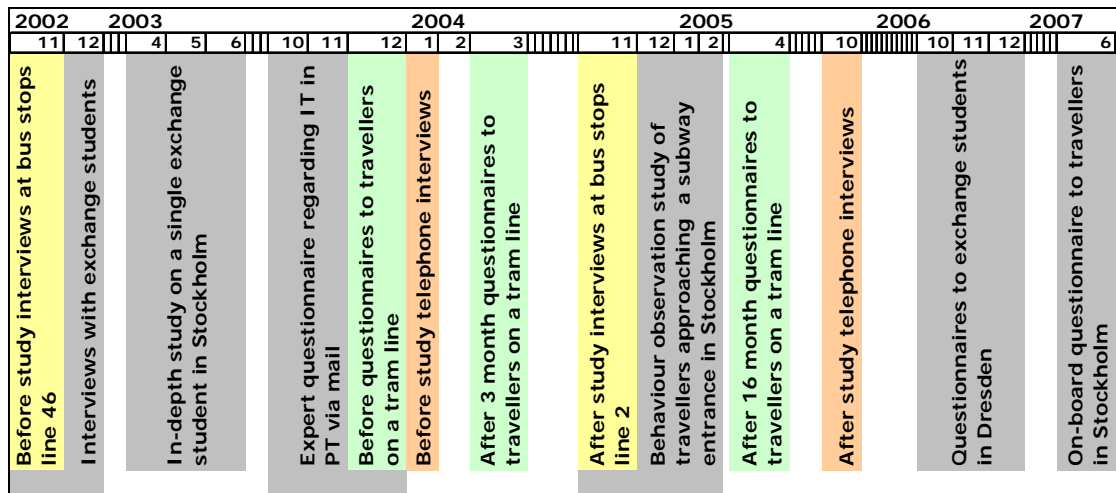 2002 2003 2004 2005 2006 2007
11 12 4 5 6 10 11 12 1 2 3 11 12 1 2 4 10 10 11 12 6
Before study interviews at bus stops
line 46
Interviews with exchange students
In-depth study on a single exchange
student in Stockholm
Expert questionnaire regarding IT in
PT via mail
Before questionnaires to travellers
on a tram line
Before study telephone interviews
After 3 month questionnaires to
travellers on a tram line
After study interviews at bus stops
line 2
Behaviour observation study of
travellers approaching a subway
entrance in Stockholm
After 16 month questionnaires to
travellers on a tram line
After study telephone interviews
Questionnaires to exchange students
in Dresden
On-board questionnaire to travellers
in Stockholm